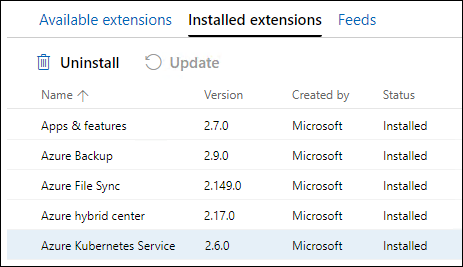 Available extensions Installed extensions Feeds
Uninstall Update
Name Version Created by Status
Apps & features 2.7.0 Microsoft Installed
Azure Backup 2.9.0 Microsoft Installed
Azure File Sync 2.149.0 Microsoft Installed
Azure hybrid center 2.17.0 Microsoft Installed
Azure Kubernetes Service 2.6.0 Microsoft Installed